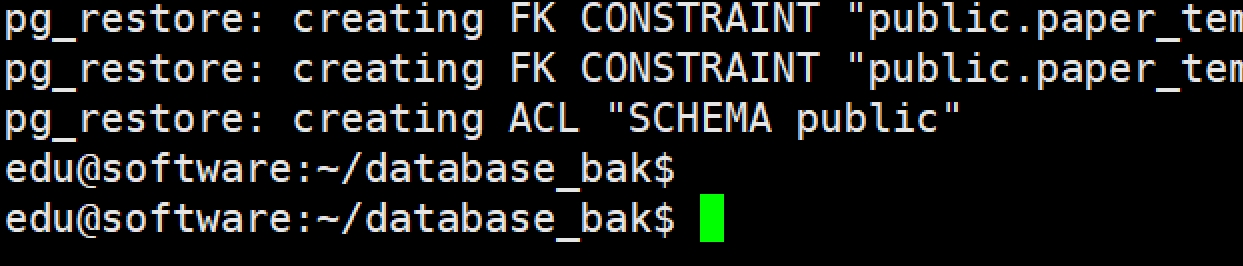 pg_restore: creating FK CONSTRAINT "public.paper_tem
pg_restore: creating FK CONSTRAINT "public.paper_tem
pg_restore: creating ACL "SCHEMA public"
edu@software:~/database_bak$
edu@software:~/database_bak$